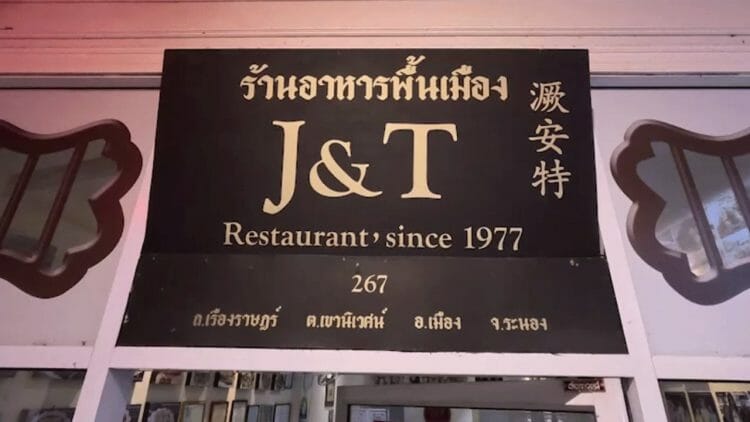 ร้านอาหารพื้นเมือง
J&T
Restaurant, since 1977
安特
267
ถ.เรืองราษฎร์ ต.เขานิเวศน์ อ.เมือง จ.ระนอง